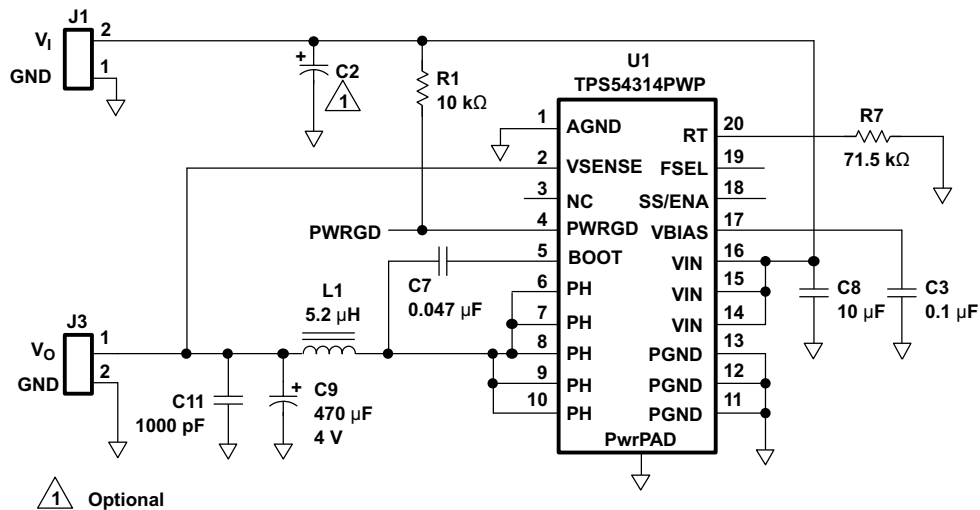 J1
VI
2
GND
1
C2
1
R1
10 kΩ
U1
TPS54314PWP
1
AGND
2
VSENSE
3
NC
PWRGD
4
PWRGD
5
BOOT
6
PH
7
PH
8
PH
9
PH
10
PH
20
RT
19
FSEL
18
SS/ENA
17
VBIAS
16
VIN
15
VIN
14
VIN
13
PGND
12
PGND
11
PGND
PwrPAD
R7
71.5 kΩ
C8
10 µF
C3
0.1 µF
C7
0.047 µF
L1
5.2 µH
J3
VO
1
GND
2
C11
1000 pF
C9
470 µF
4 V
+
+
1 Optional